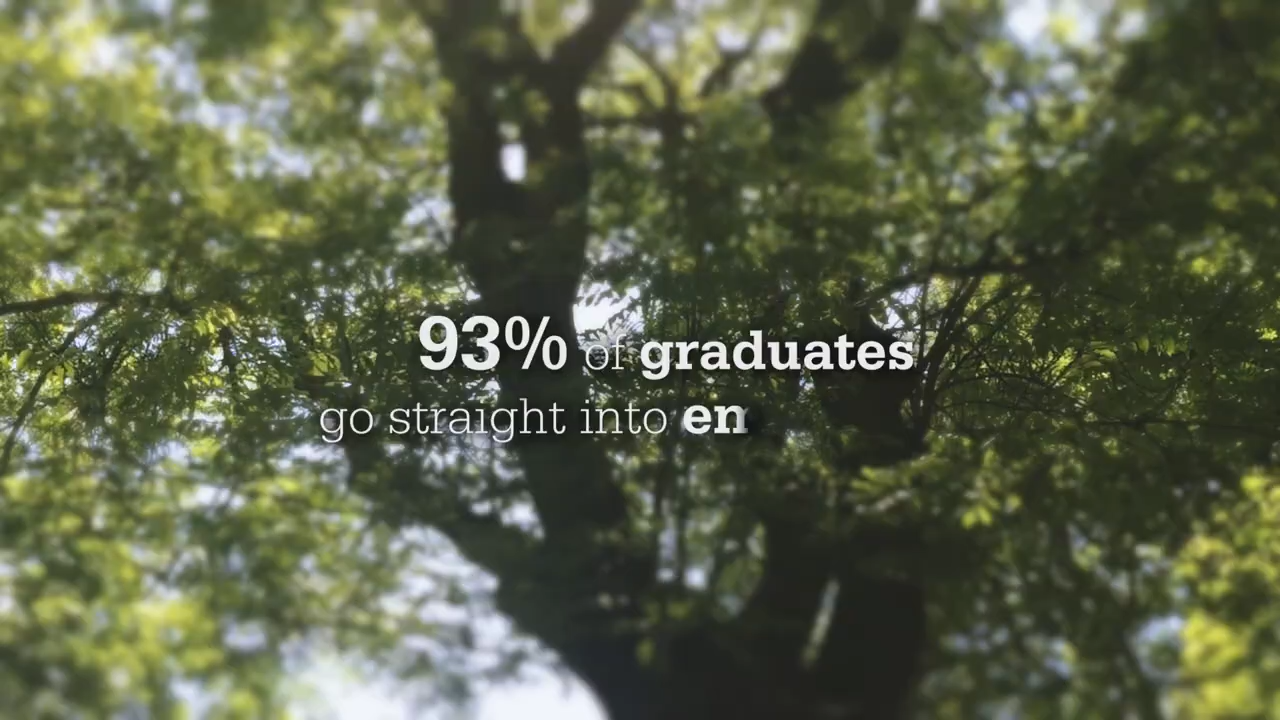 93% of graduates
go straight into en